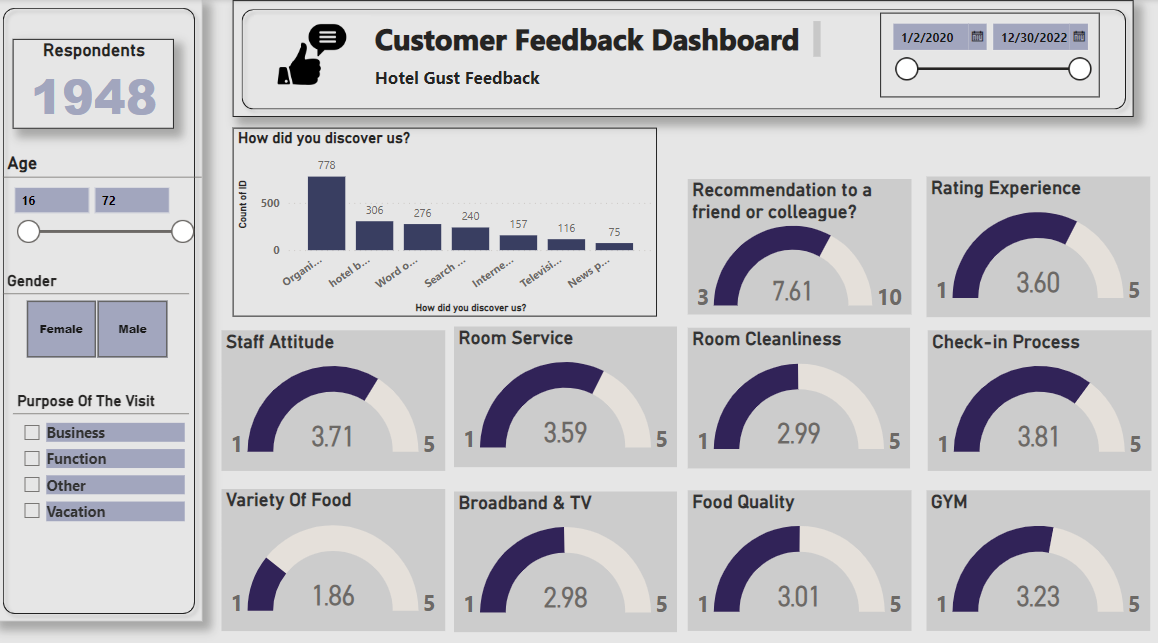 Respondents
1948
Age
16 72
Gender
Female Male
Purpose Of The Visit
Business
Function
Other
Vacation
Customer Feedback Dashboard
Hotel Gust Feedback
1/2/2020 12/30/2022
How did you discover us?
Count of ID
500
0
778 306 276 240 157 116 75
Organi... hotel b... Word o... Search ... Interne... Televisi... News p...
How did you discover us?
Recommendation to a
friend or colleague?
3 7.61 10
Rating Experience
1 3.60 5
Staff Attitude
1 3.71 5
Room Service
1 3.59 5
Room Cleanliness
1 2.99 5
Check-in Process
1 3.81 5
Variety Of Food
1 1.86 5
Broadband & TV
1 2.98 5
Food Quality
1 3.01 5
GYM
1 3.23 5